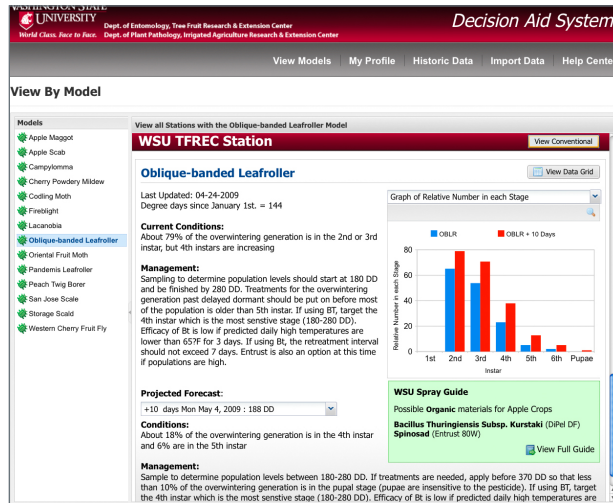 WASHINGTON STATE
UNIVERSITY
World Class. Face to Face.
Dept. of Entomology, Tree Fruit Research & Extension Center
Dept. of Plant Pathology, Irrigated Agriculture Research & Extension Center
Decision Aid System
View Models
My Profile
Historic Data
Import Data
Help Cente
View By Model
Models
Apple Maggot
Apple Scab
Campylomma
Cherry Powdery Mildew
Codling Moth
Fireblight
Lacanobia
Oblique-banded Leafroller
Oriental Fruit Moth
Pandemis Leafroller
Peach Twig Borer
San Jose Scale
Storage Scald
Western Cherry Fruit Fly
View all Stations with the Oblique-banded Leafroller Model
WSU TFREC Station
View Conventional
Oblique-banded Leafroller
View Data Grid
Last Updated: 04-24-2009
Degree days since January 1st. = 144
Current Conditions:
About 79% of the overwintering generation is in the 2nd or 3rd
instar, but 4th instars are increasing
Management:
Sampling to determine population levels should start at 180 DD
and be finished by 280 DD. Treatments for the overwintering
generation past delayed dormant should be put on before most
of the population is older than 5th instar. If using BT, target the
4th instar which is the most senstive stage (180-280 DD).
Efficacy of Bt is low if predicted daily high temperatures are
lower than 65?F for 3 days. If using Bt, the retreatment interval
should not exceed 7 days. Entrust is also an option at this time
if populations are high.
Graph of Relative Number in each Stage
OBLR
OBLR + 10 Days
Relative Number in each Stage
80
60
40
20
0
1st
2nd
3rd
4th
5th
6th
Pupae
Instar
Projected Forecast:
+10 days Mon May 4, 2009 : 188 DD
Conditions:
About 18% of the overwintering generation is in the 4th instar
and 6% are in the 5th instar
WSU Spray Guide
Possible Organic materials for Apple Crops
Bacillus Thuringiensis Subsp. Kurstaki (DiPel DF)
Spinosad (Entrust 80W)
View Full Guide
Management:
Sample to determine population levels between 180-280 DD. If treatments are needed, apply before 370 DD so that less
than 10% of the overwintering generation is in the pupal stage (pupae are insensitive to the pesticide). If using BT, target
the 4th instar which is the most senstive stage (180-280 DD). Efficacy of Bt is low if predicted daily high temperatures are